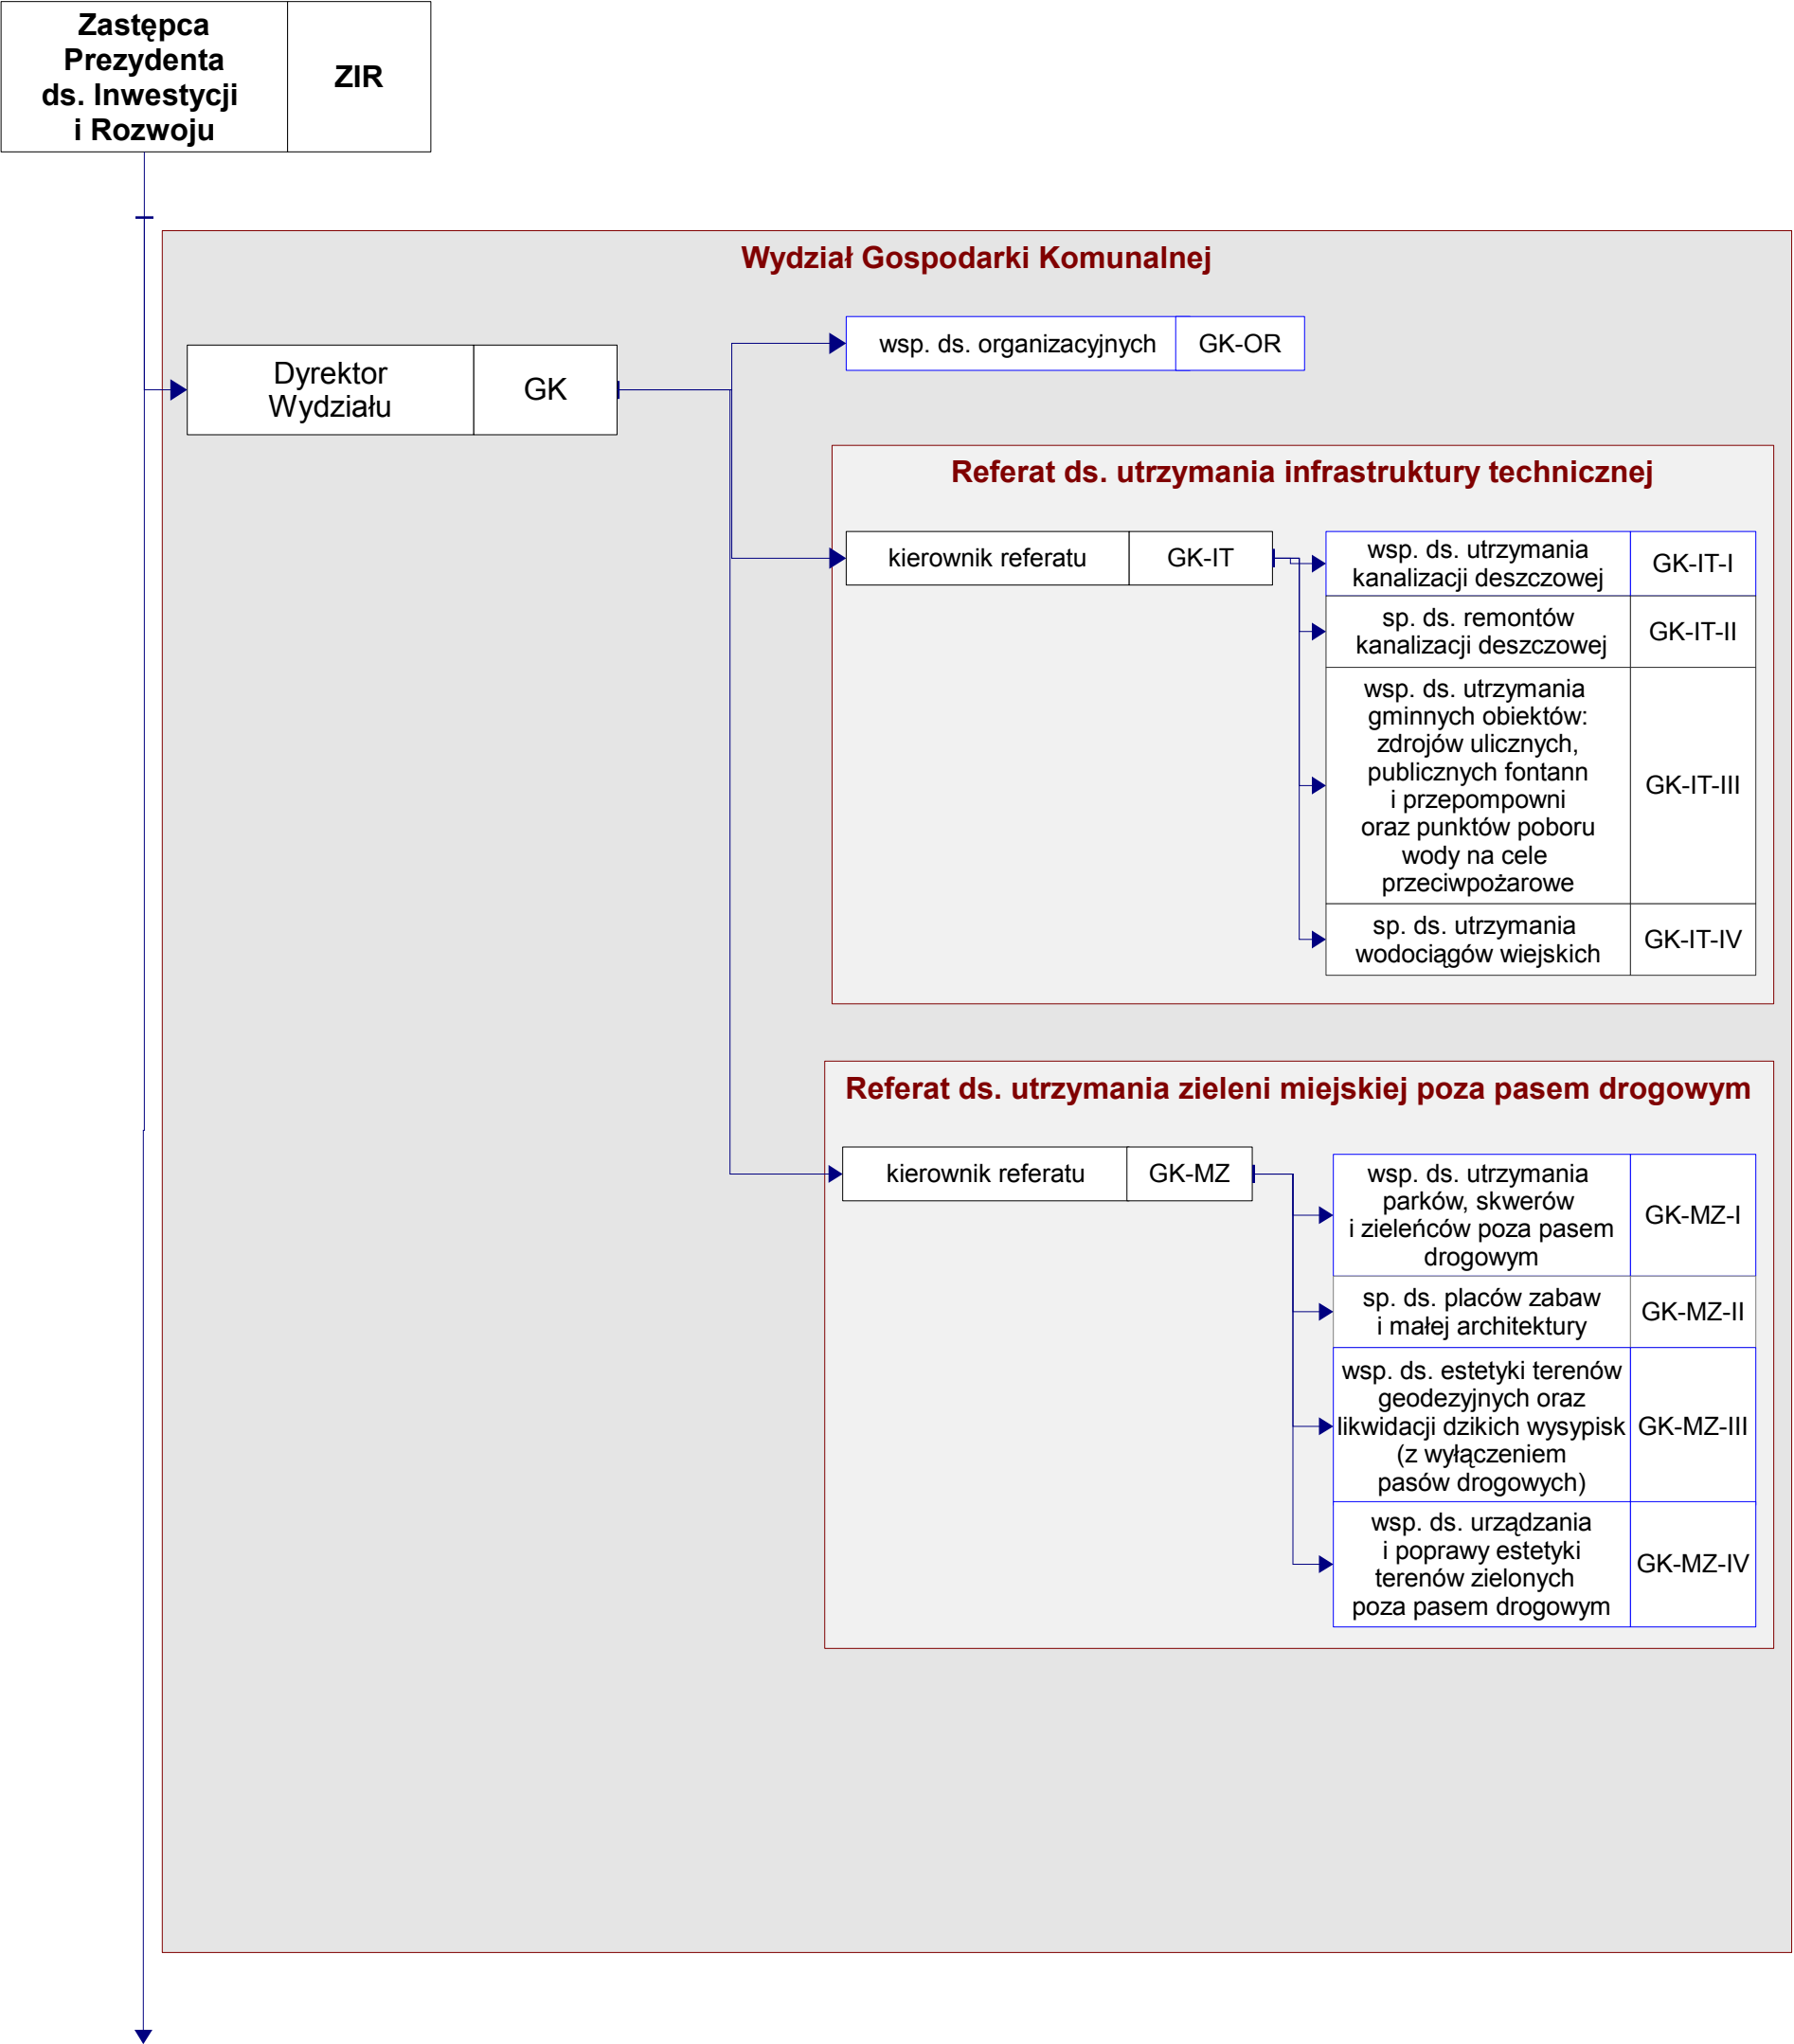 Zastępca
Prezydenta
ds. Inwestycji
i Rozwoju
ZIR
Wydział Gospodarki Komunalnej
Dyrektor
Wydziału
GK
wsp. ds. organizacyjnych
GK-OR
Referat ds. utrzymania infrastruktury technicznej
kierownik referatu
GK-IT
wsp. ds. utrzymania
kanalizacji deszczowej
GK-IT-I
sp. ds. remontów
kanalizacji deszczowej
GK-IT-II
wsp. ds. utrzymania
gminnych obiektów:
zdrojów ulicznych,
publicznych fontann
i przepompowni
oraz punktów poboru
wody na cele
przeciwpożarowe
GK-IT-III
sp. ds. utrzymania
wodociągów wiejskich
GK-IT-IV
Referat ds. utrzymania zieleni miejskiej poza pasem drogowym
kierownik referatu
GK-MZ
wsp. ds. utrzymania
parków, skwerów
i zieleńców poza pasem
drogowym
GK-MZ-I
sp. ds. placów zabaw
i małej architektury
GK-MZ-II
wsp. ds. estetyki terenów
geodezyjnych oraz
likwidacji dzikich wysypisk
(z wyłączeniem
pasów drogowych)
GK-MZ-III
wsp. ds. urządzania
i poprawy estetyki
terenów zielonych
poza pasem drogowym
GK-MZ-IV